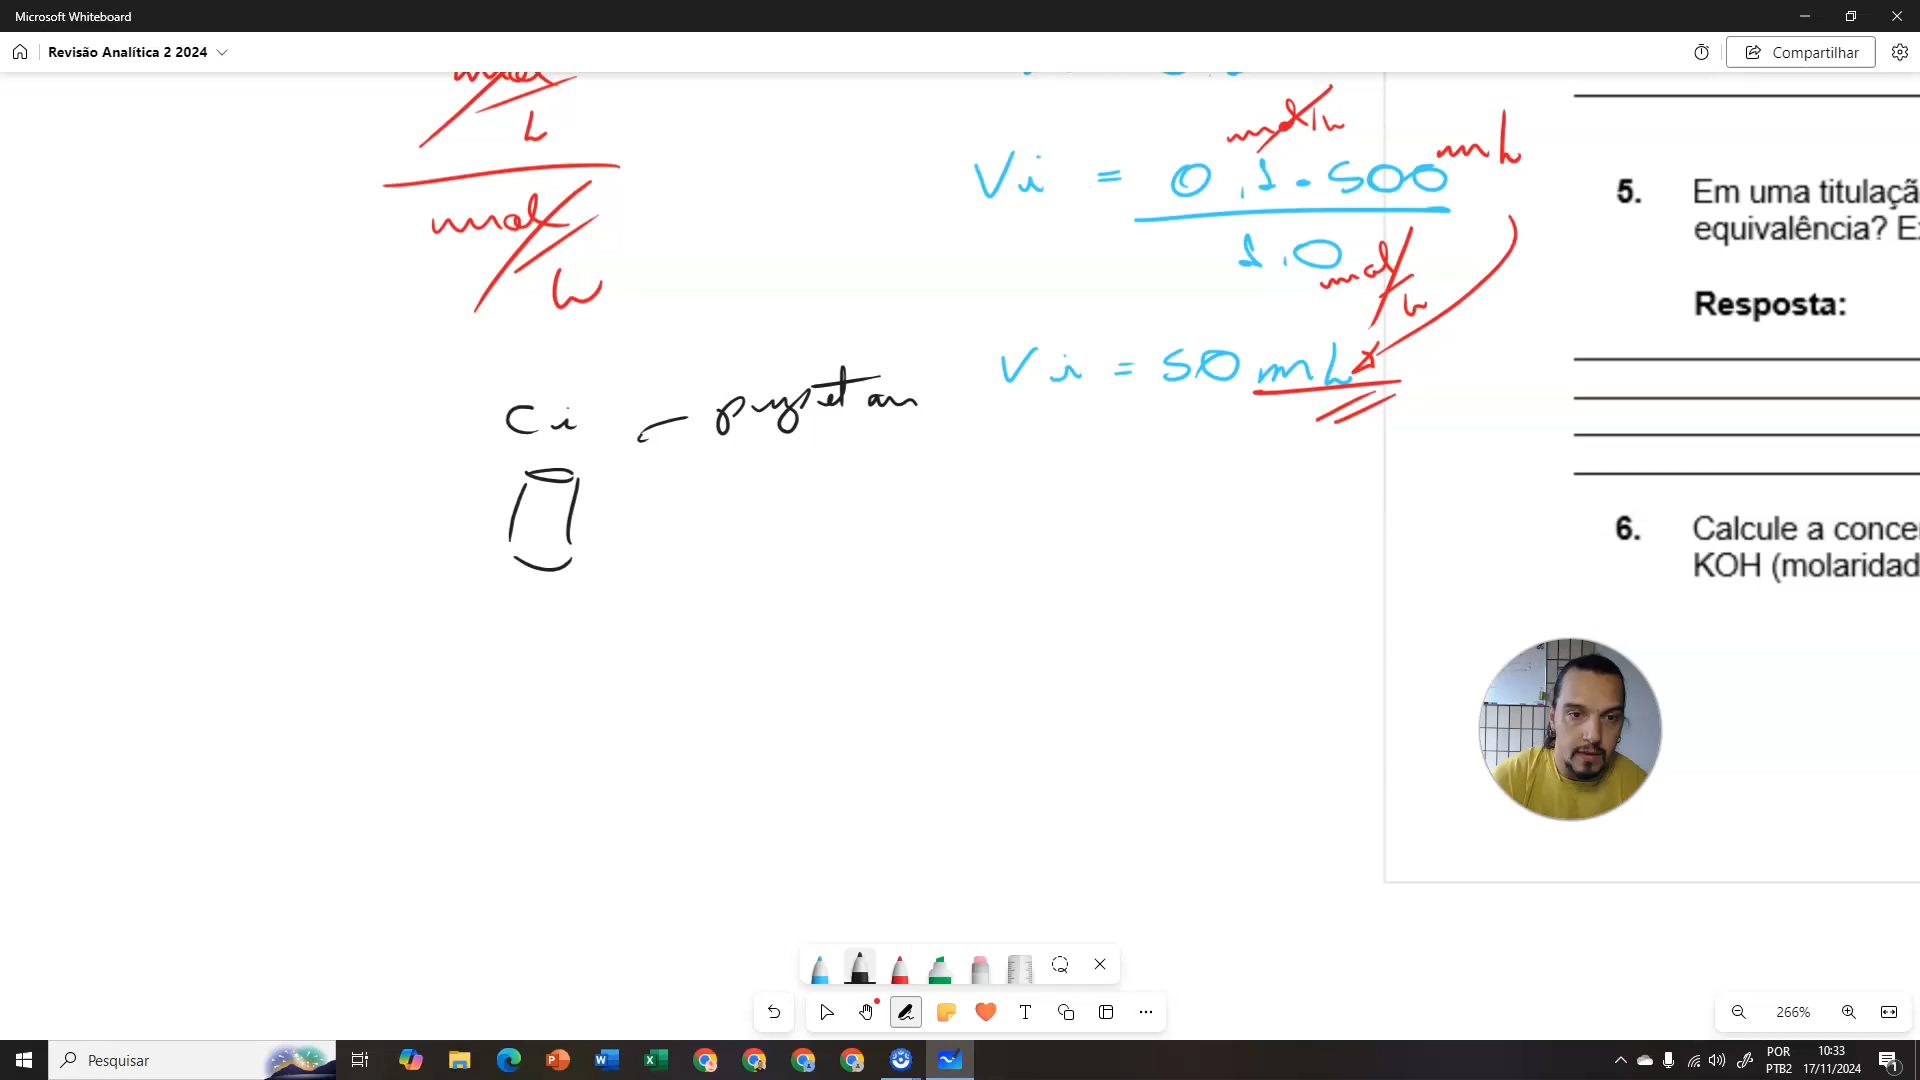 Microsoft Whiteboard
Revisão Analítica 2 2024
Compartilhar
L
mol
L
mol/L
mL
Vi = 0,1 . 500
1,0
mol/L
Vi = 50 mL
Ci
pipetar
5. Em uma titulaçã
equivalência? E
Resposta:
6. Calcule a conce
KOH (molaridad
266%
Pesquisar
POR
PTB2
10:33
17/11/2024
1